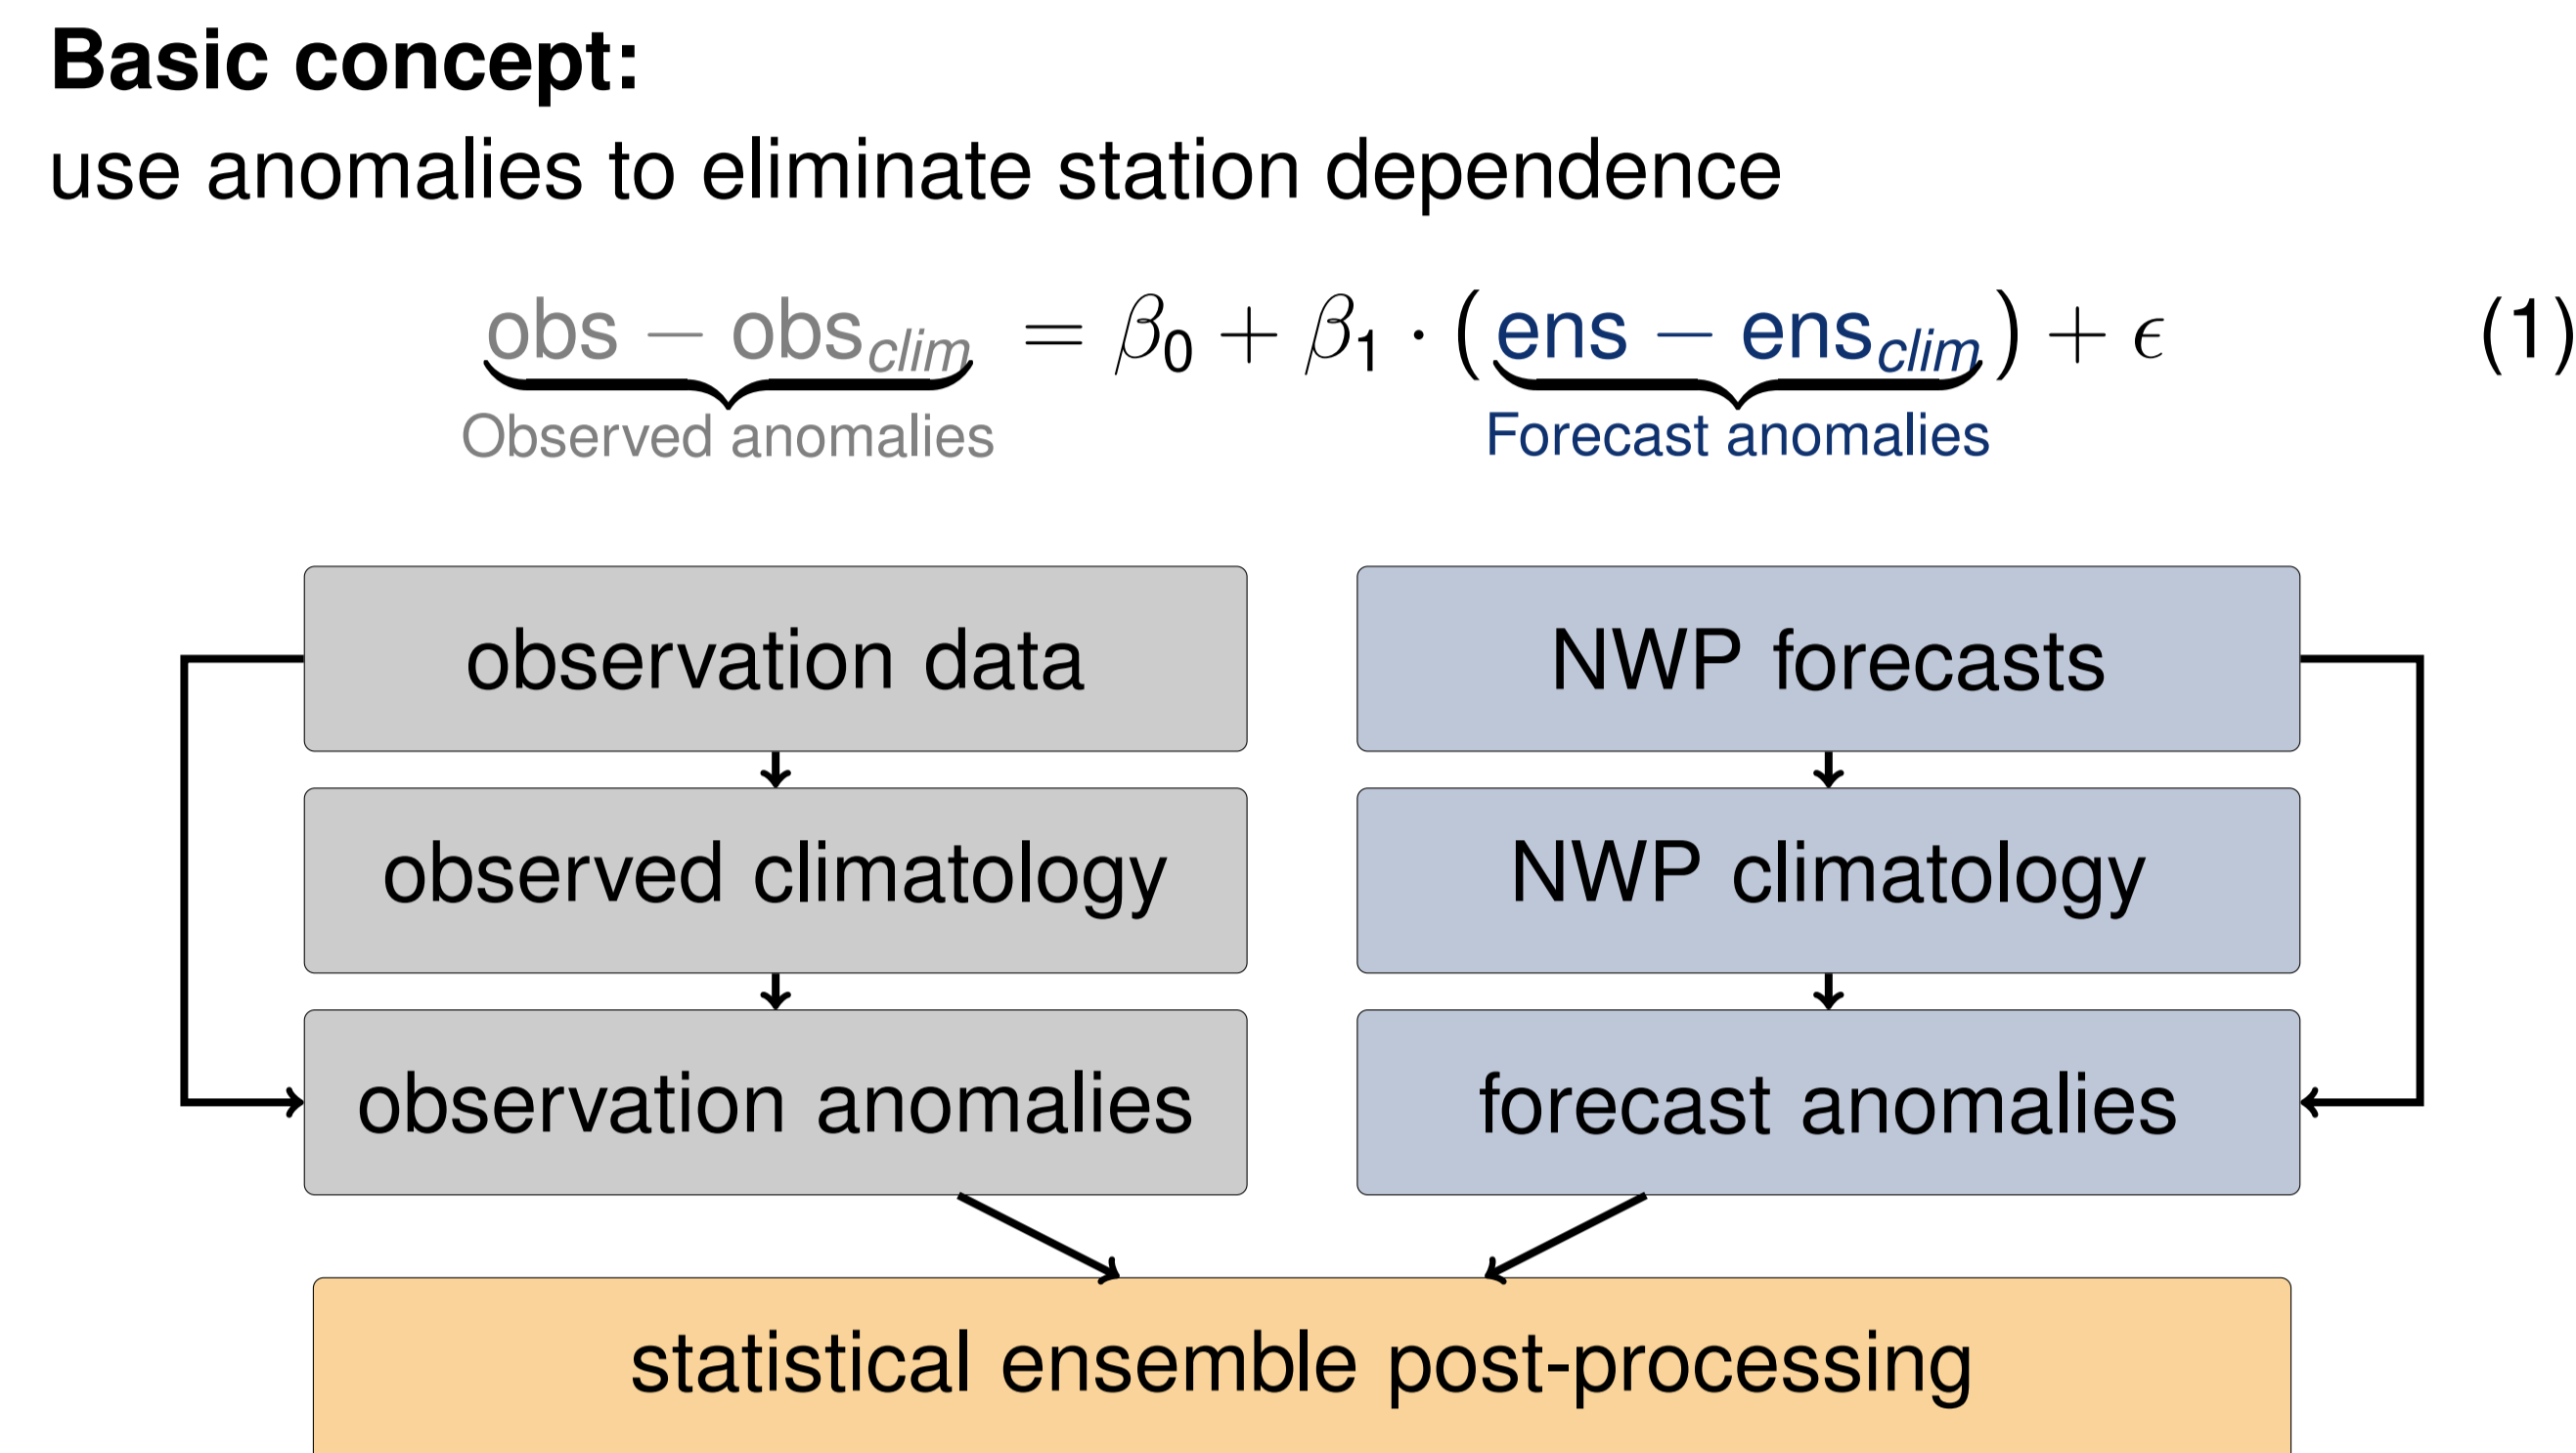 Basic concept:
use anomalies to eliminate station dependence
obs − obs_clim = β₀ + β₁ · (ens − ens_clim) + ϵ (1)
Observed anomalies Forecast anomalies
observation data NWP forecasts
observed climatology NWP climatology
observation anomalies forecast anomalies
statistical ensemble post-processing